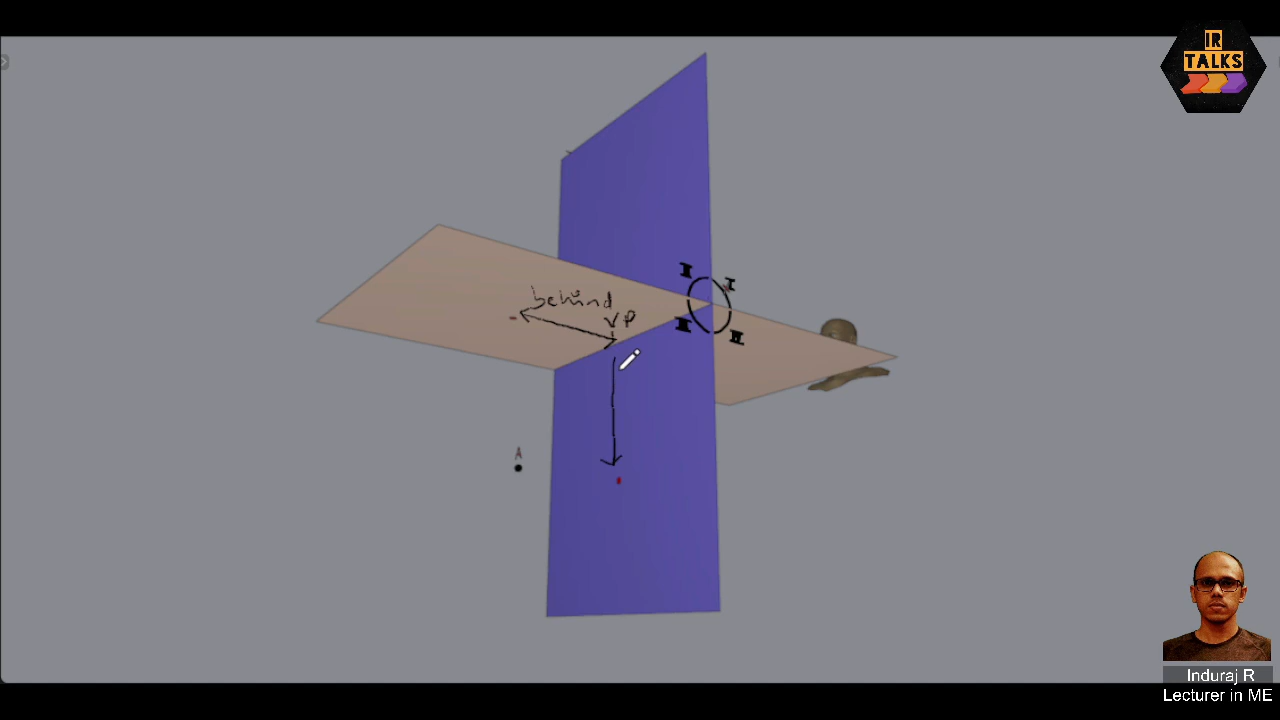 IR
TALKS
II
I
behind
VP
III
IV
A
Induraj R
Lecturer in ME